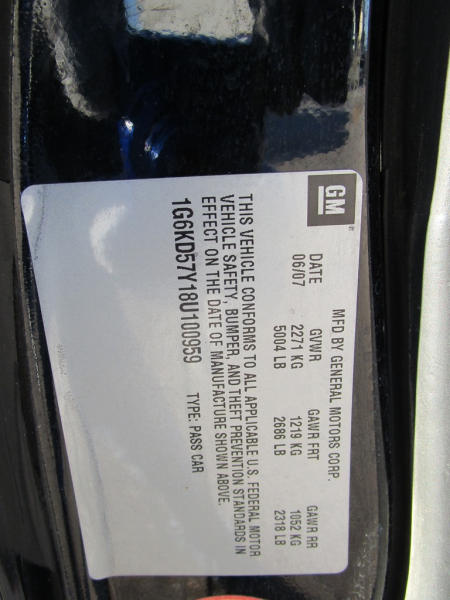 GM
MFD BY GENERAL MOTORS CORP.
DATE GVWR GAWR FRT GAWR RR
06/07 2271 KG 1219 KG 1052 KG
5004 LB 2686 LB 2318 LB
THIS VEHICLE CONFORMS TO ALL APPLICABLE U.S. FEDERAL MOTOR
VEHICLE SAFETY, BUMPER, AND THEFT PREVENTION STANDARDS IN
EFFECT ON THE DATE OF MANUFACTURE SHOWN ABOVE.
1G6KD57Y18U100959 TYPE: PASS CAR